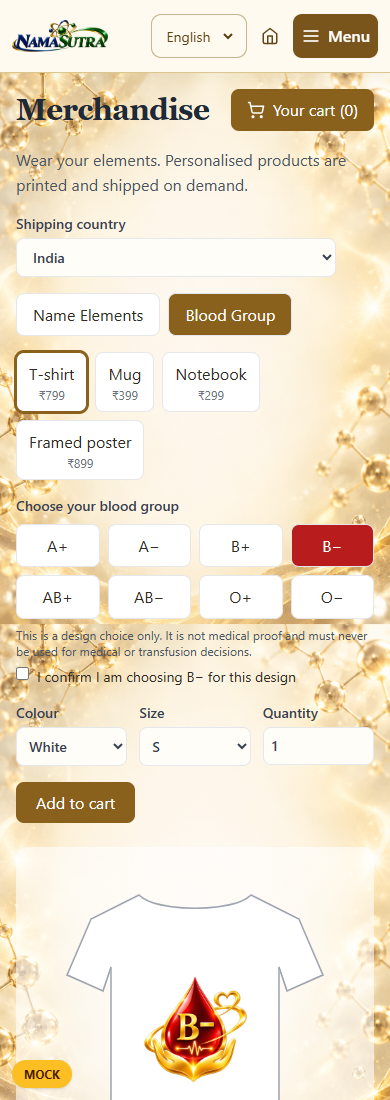 NAMASUTRA
English
Menu
Merchandise
Your cart (0)
Wear your elements. Personalised products are
printed and shipped on demand.
Shipping country
India
Name Elements
Blood Group
T-shirt
₹799
Mug
₹399
Notebook
₹299
Framed poster
₹899
Choose your blood group
A+
A−
B+
B−
AB+
AB−
O+
O−
This is a design choice only. It is not medical proof and must never
be used for medical or transfusion decisions.
I confirm I am choosing B− for this design
Colour
Size
Quantity
White
S
1
Add to cart
B-
MOCK